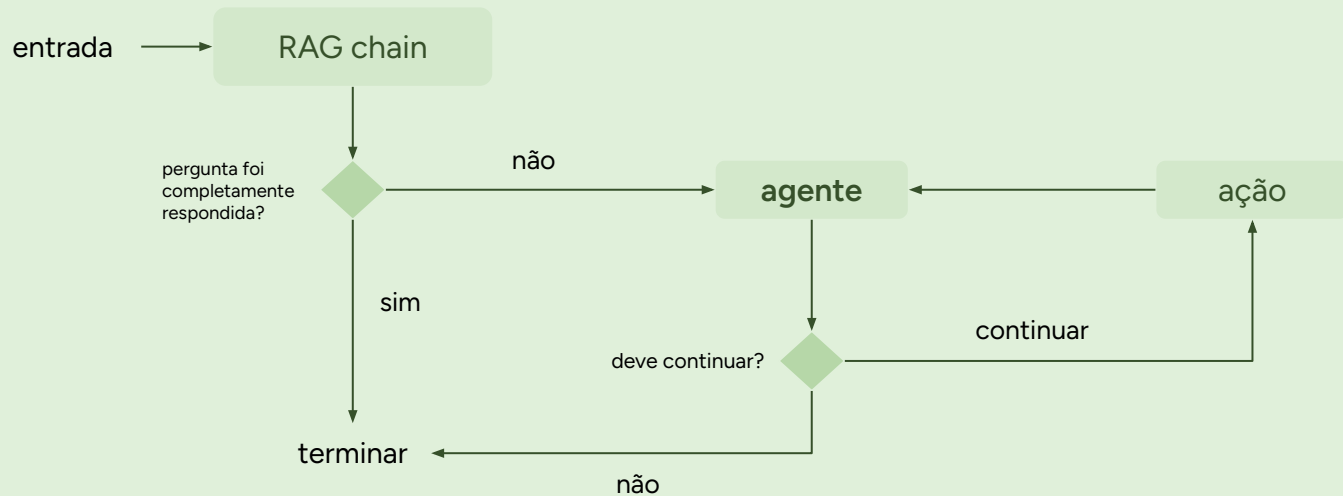 entrada
RAG chain
não
pergunta foi
completamente
respondida?
agente
ação
sim
continuar
deve continuar?
terminar
não